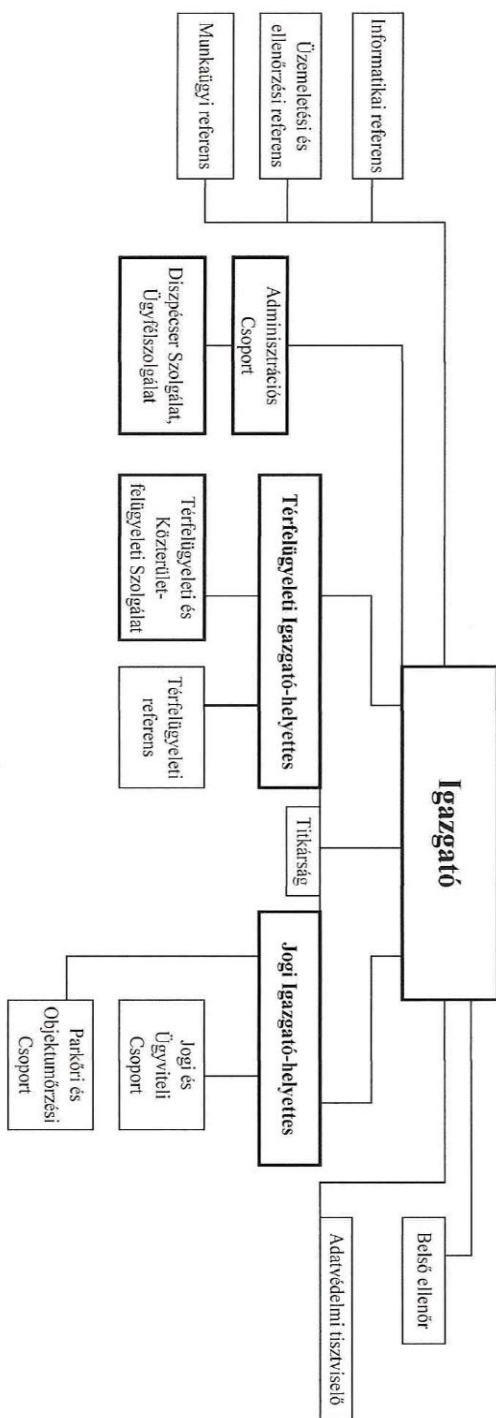 Igazgató
Informatikai referens
Üzemeletési és
ellenőrzési referens
Munkaügyi referens
Adminisztrációs
Csoport
Diszpécser Szolgálat,
Ügyfélszolgálat
Térfelügyeleti Igazgató-helyettes
Térfelügyeleti és
Közterület-
felügyeleti Szolgálat
Térfelügyeleti
referens
Titkárság
Jogi Igazgató-helyettes
Jogi és
Ügyviteli
Csoport
Parkőri és
Objektumőrzési
Csoport
Belső ellenőr
Adatvédelmi tisztviselő